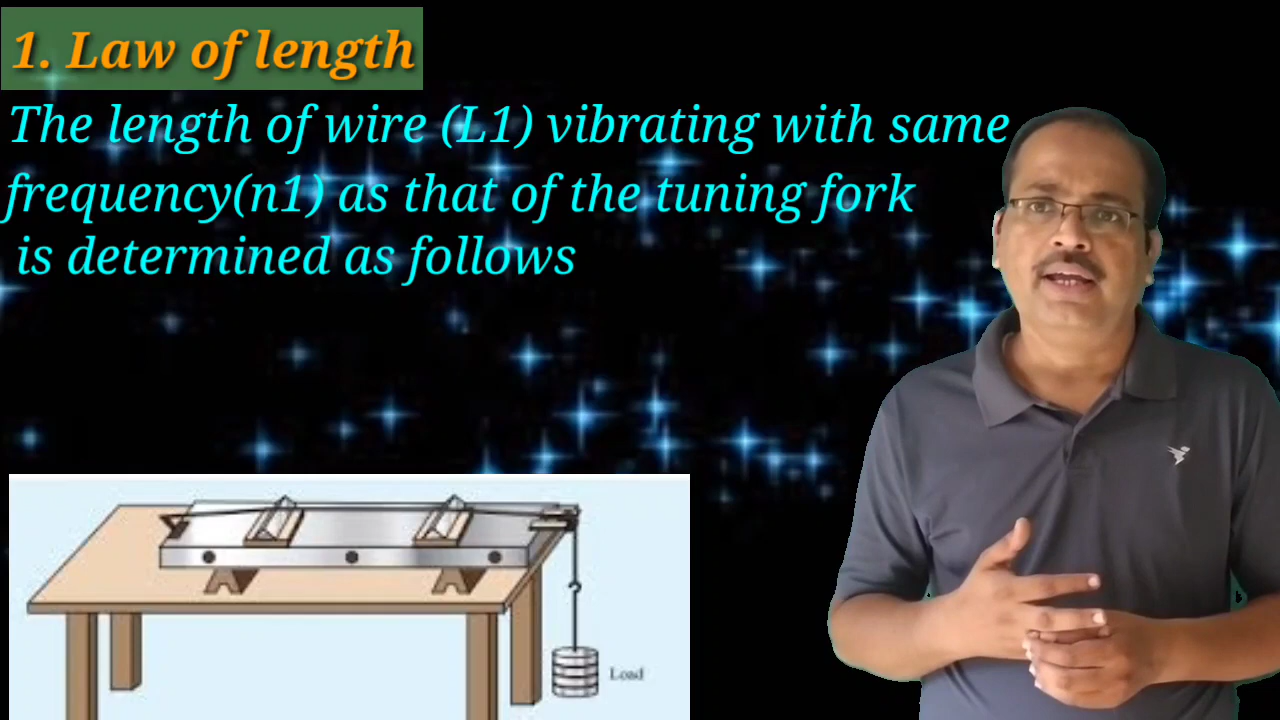 1. Law of length
The length of wire (L1) vibrating with same
frequency(n1) as that of the tuning fork
is determined as follows
Load